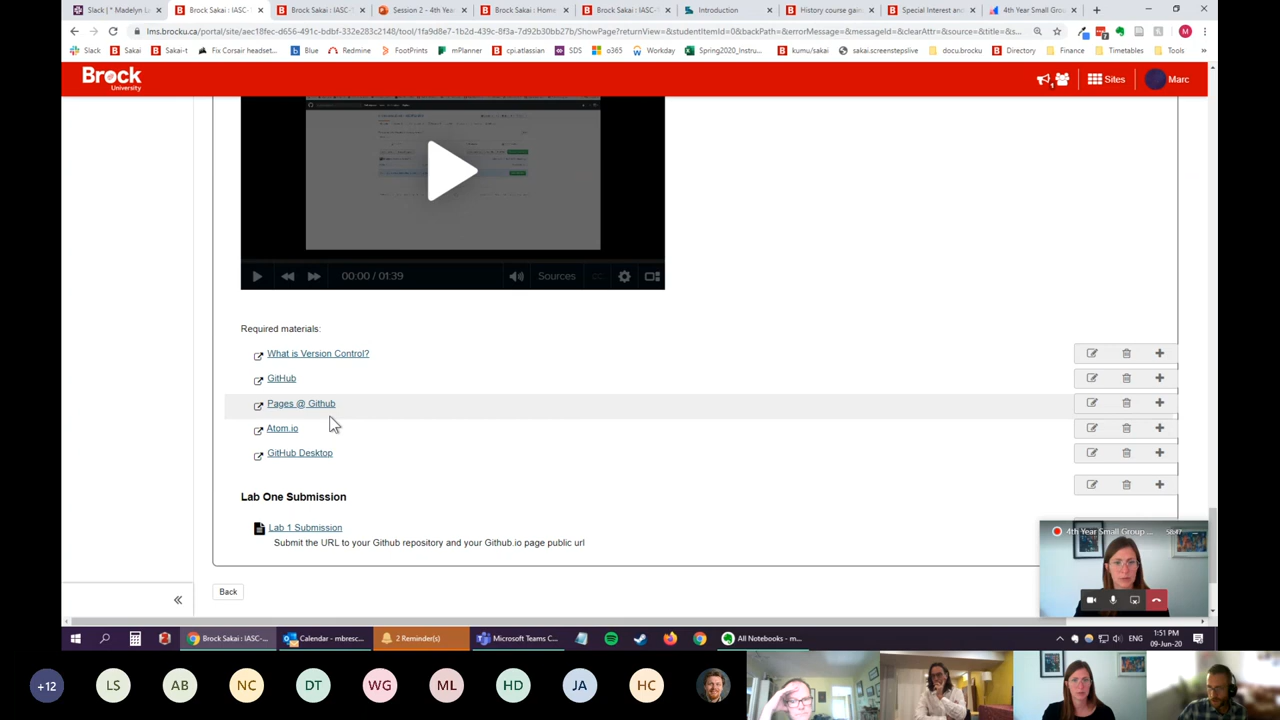 Slack | * Madelyn La
Brock Sakai : IASC-
Brock Sakai : IASC-S
Session 2 - 4th Yea
Brock Sakai : Home
Brock Sakai : IASC-S
Introduction
History course gain
Special Interest and
4th Year Small Grou
lms.brocku.ca/portal/site/aec18fec-d656-491c-bdbf-332e283c2148/tool/1fa9d8e7-1b2d-439c-8f3a-7d92b30bb27b/ShowPage?returnView=&studentItemId=0&backPath=&errorMessage=&messageId=&clearAttr=&source=&title=&s...
Slack
Sakai
Sakai-t
Fix Corsair headset...
Blue
Redmine
FootPrints
mPlanner
cpi.atlassian
SDS
o365
Workday
Spring2020_Instruc...
kumu/sakai
sakai.screenstepslive
docu.brocku
Directory
Finance
Timetables
Tools
Brock
University
1
Sites
Marc
00:00 / 01:39
Sources
Required materials:
What is Version Control?
GitHub
Pages @ Github
Atom.io
GitHub Desktop
Lab One Submission
Lab 1 Submission
Submit the URL to your Github repository and your Github.io page public url
Back
4th Year Small Group ...
Brock Sakai : IASC-...
Calendar - mbresc...
2 Reminder(s)
Microsoft Teams C...
All Notebooks - m...
ENG
1:51 PM
09-Jun-20
+12
LS
AB
NC
DT
WG
ML
HD
JA
HC